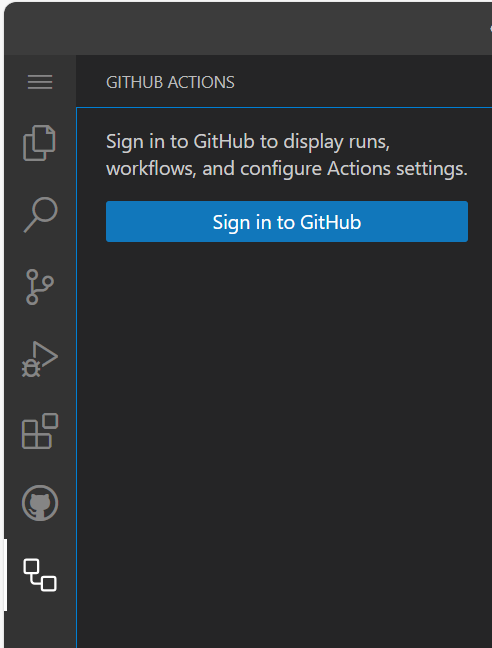 GITHUB ACTIONS
Sign in to GitHub to display runs,
workflows, and configure Actions settings.
Sign in to GitHub